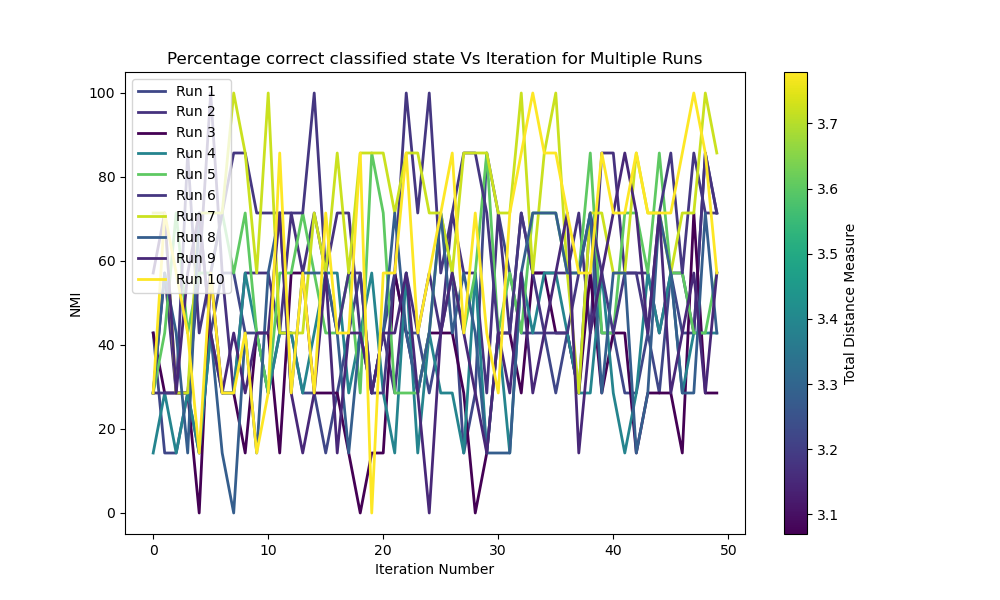 Percentage correct classified state Vs Iteration for Multiple Runs
NMI
100
80
60
40
20
0
Run 1
Run 2
Run 3
Run 4
Run 5
Run 6
Run 7
Run 8
Run 9
Run 10
0
10
20
30
40
50
Iteration Number
3.7
3.6
3.5
3.4
3.3
3.2
3.1
Total Distance Measure